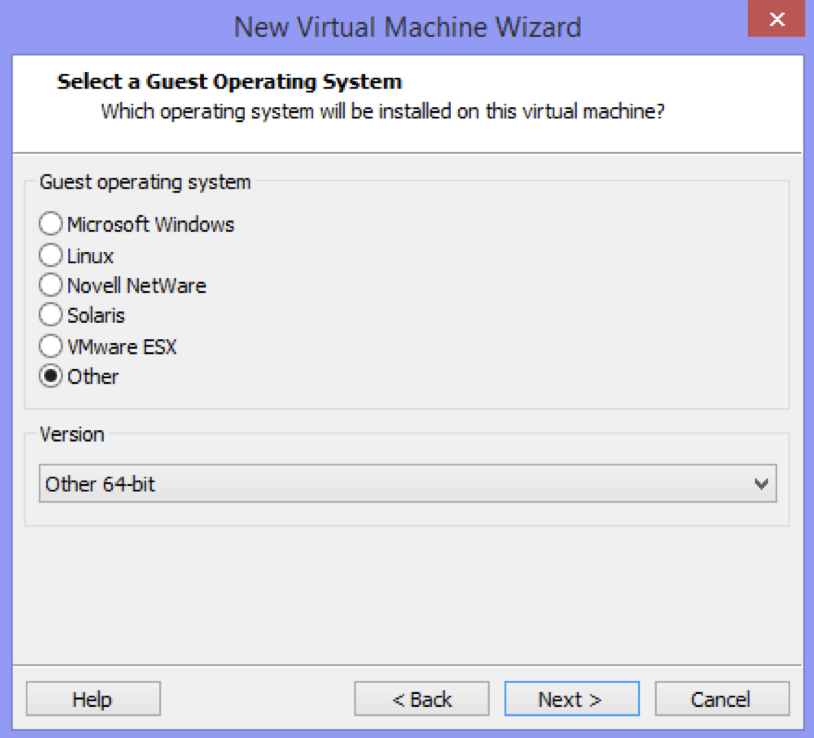 New Virtual Machine Wizard
Select a Guest Operating System
Which operating system will be installed on this virtual machine?
Guest operating system
Microsoft Windows
Linux
Novell NetWare
Solaris
VMware ESX
Other
Version
Other 64-bit
Help
< Back
Next >
Cancel